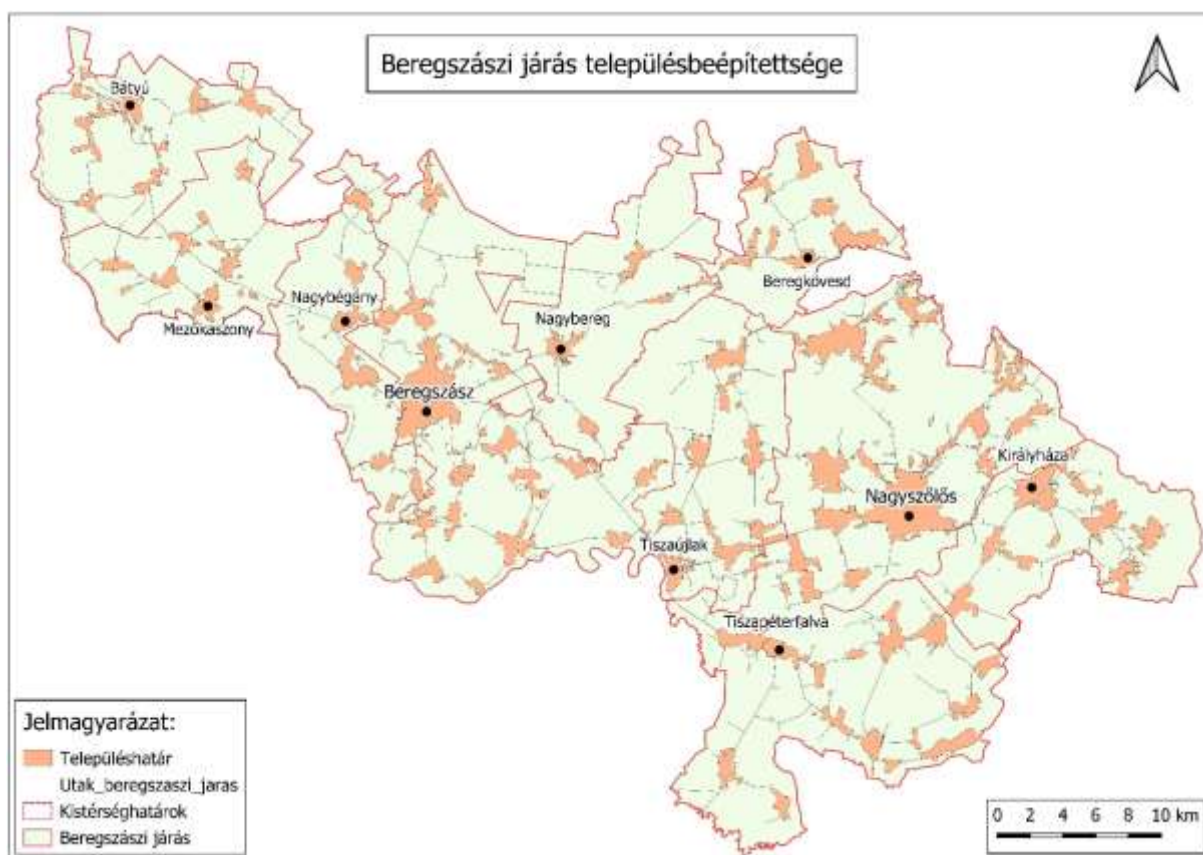 Beregszászi járás településbeépítettsége
Bátyú
Beregkövesd
Nagybégány
Mezőkaszony
Nagybereg
Beregszász
Királyháza
Nagyszőlős
Tiszaújlak
Tiszapéterfalva
Jelmagyarázat:
Településhatár
Utak_beregszaszi_jaras
Kistérséghatárok
Beregszászi járás
0 2 4 6 8 10 km